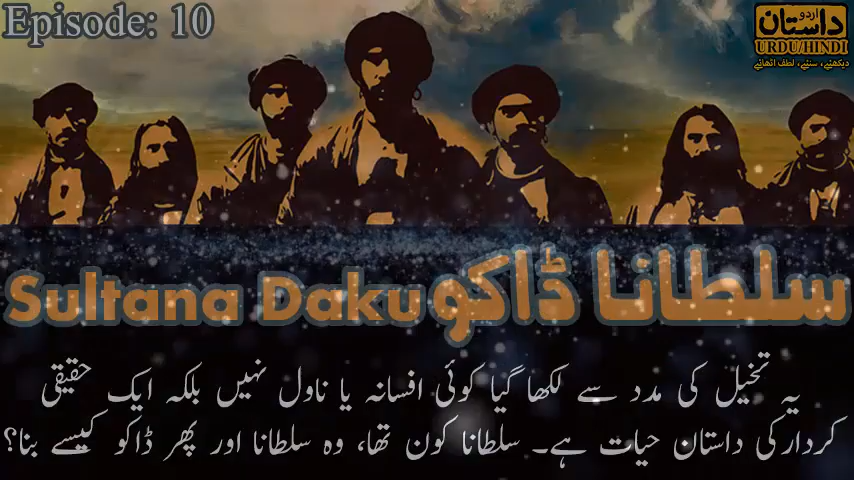 Episode: 10
اردو
داستان
URDU/HINDI
دیکھئیے، سنئیے، لطف اٹھائیے
Sultana Daku سلطانا ڈاکو
یہ تخیل کی مدد سے لکھا گیا کوئی افسانہ یا ناول نہیں بلکہ ایک حقیقی
کردار کی داستان حیات ہے۔ سلطانا کون تھا، وہ سلطانا اور پھر ڈاکو کیسے بنا؟